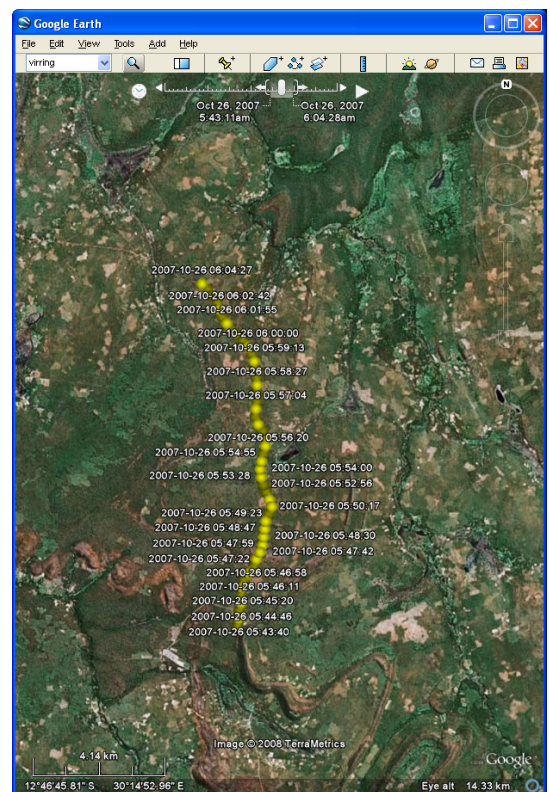 Google Earth
File Edit View Tools Add Help
virring
Oct 26, 2007 Oct 26, 2007
5:43:11am 6:04:28am
N
2007-10-26 06:04:27
2007-10-26 06:02:42
2007-10-26 06:01:55
2007-10-26 06:00:00
2007-10-26 05:59:13
2007-10-26 05:58:27
2007-10-26 05:57:04
2007-10-26 05:56:20
2007-10-26 05:54:55
2007-10-26 05:54:00
2007-10-26 05:53:28
2007-10-26 05:52:56
2007-10-26 05:50:17
2007-10-26 05:49:23
2007-10-26 05:48:47
2007-10-26 05:48:30
2007-10-26 05:47:59
2007-10-26 05:47:42
2007-10-26 05:47:22
2007-10-26 05:46:58
2007-10-26 05:46:11
2007-10-26 05:45:20
2007-10-26 05:44:46
2007-10-26 05:43:40
Image © 2008 TerraMetrics
4.14 km
Google
12°46'45.81" S 30°14'52.96" E Eye alt 14.33 km